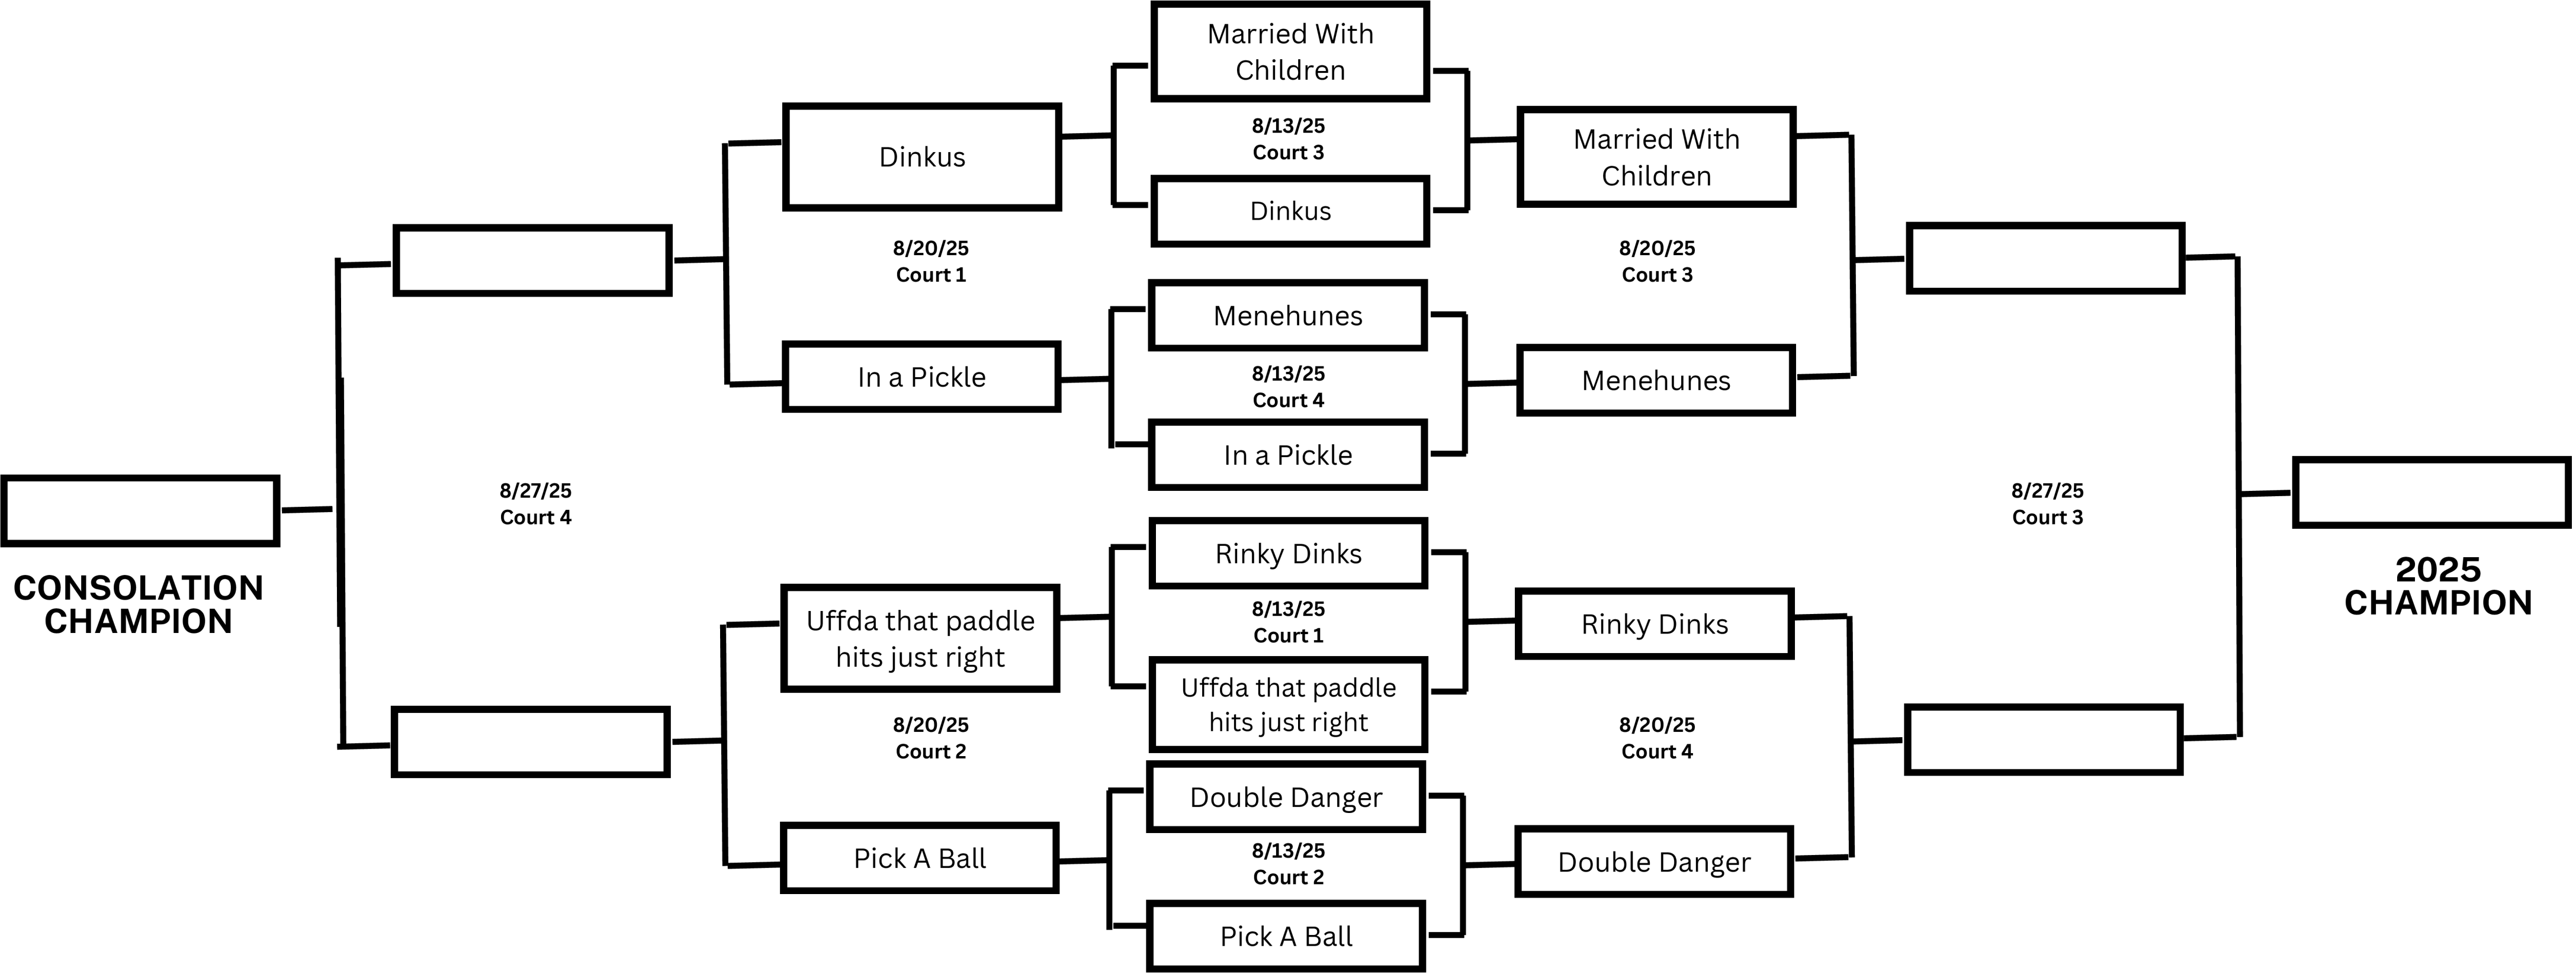 Married With
Children
8/13/25
Court 3
Dinkus
Dinkus
8/20/25
Court 1
In a Pickle
Menehunes
8/13/25
Court 4
In a Pickle
Married With
Children
8/20/25
Court 3
Menehunes
8/27/25
Court 4
CONSOLATION
CHAMPION
8/27/25
Court 3
2025
CHAMPION
Rinky Dinks
8/13/25
Court 1
Uffda that paddle
hits just right
Uffda that paddle
hits just right
8/20/25
Court 2
Pick A Ball
Double Danger
8/13/25
Court 2
Pick A Ball
Rinky Dinks
8/20/25
Court 4
Double Danger